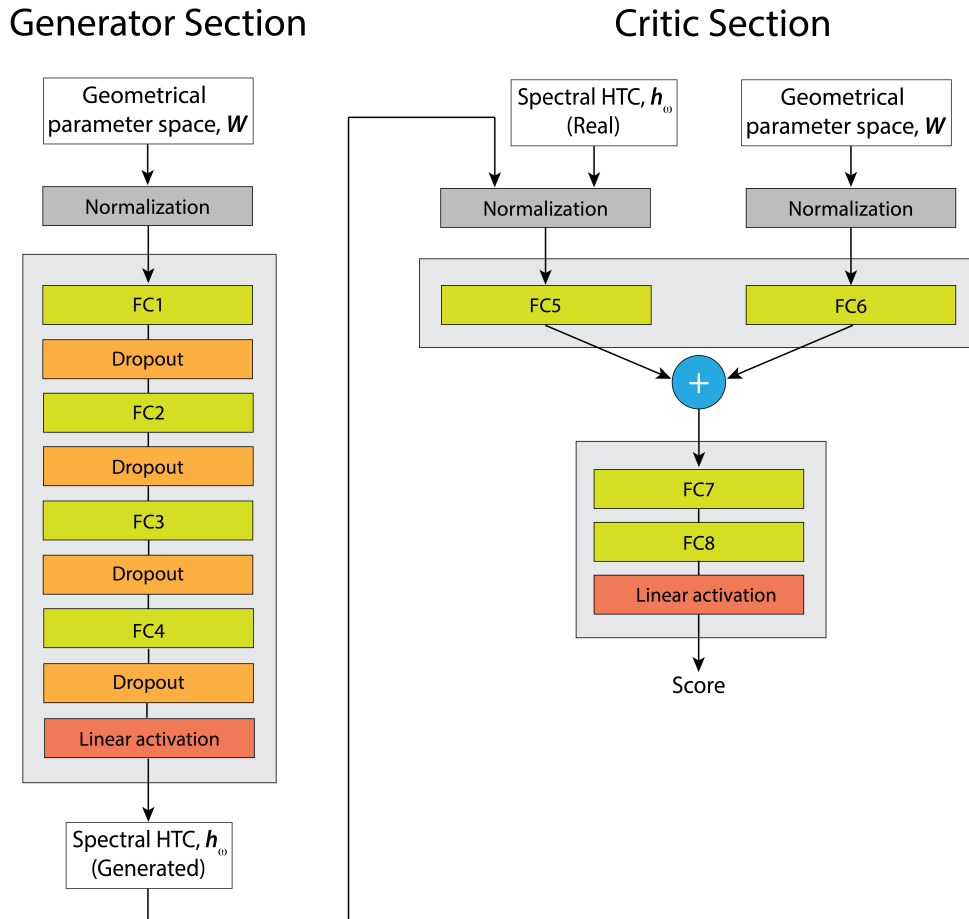 Generator Section
Geometrical
parameter space, W
Normalization
FC1
Dropout
FC2
Dropout
FC3
Dropout
FC4
Dropout
Linear activation
Spectral HTC, hω
(Generated)
Critic Section
Spectral HTC, hω
(Real)
Geometrical
parameter space, W
Normalization
Normalization
FC5
FC6
+
FC7
FC8
Linear activation
Score